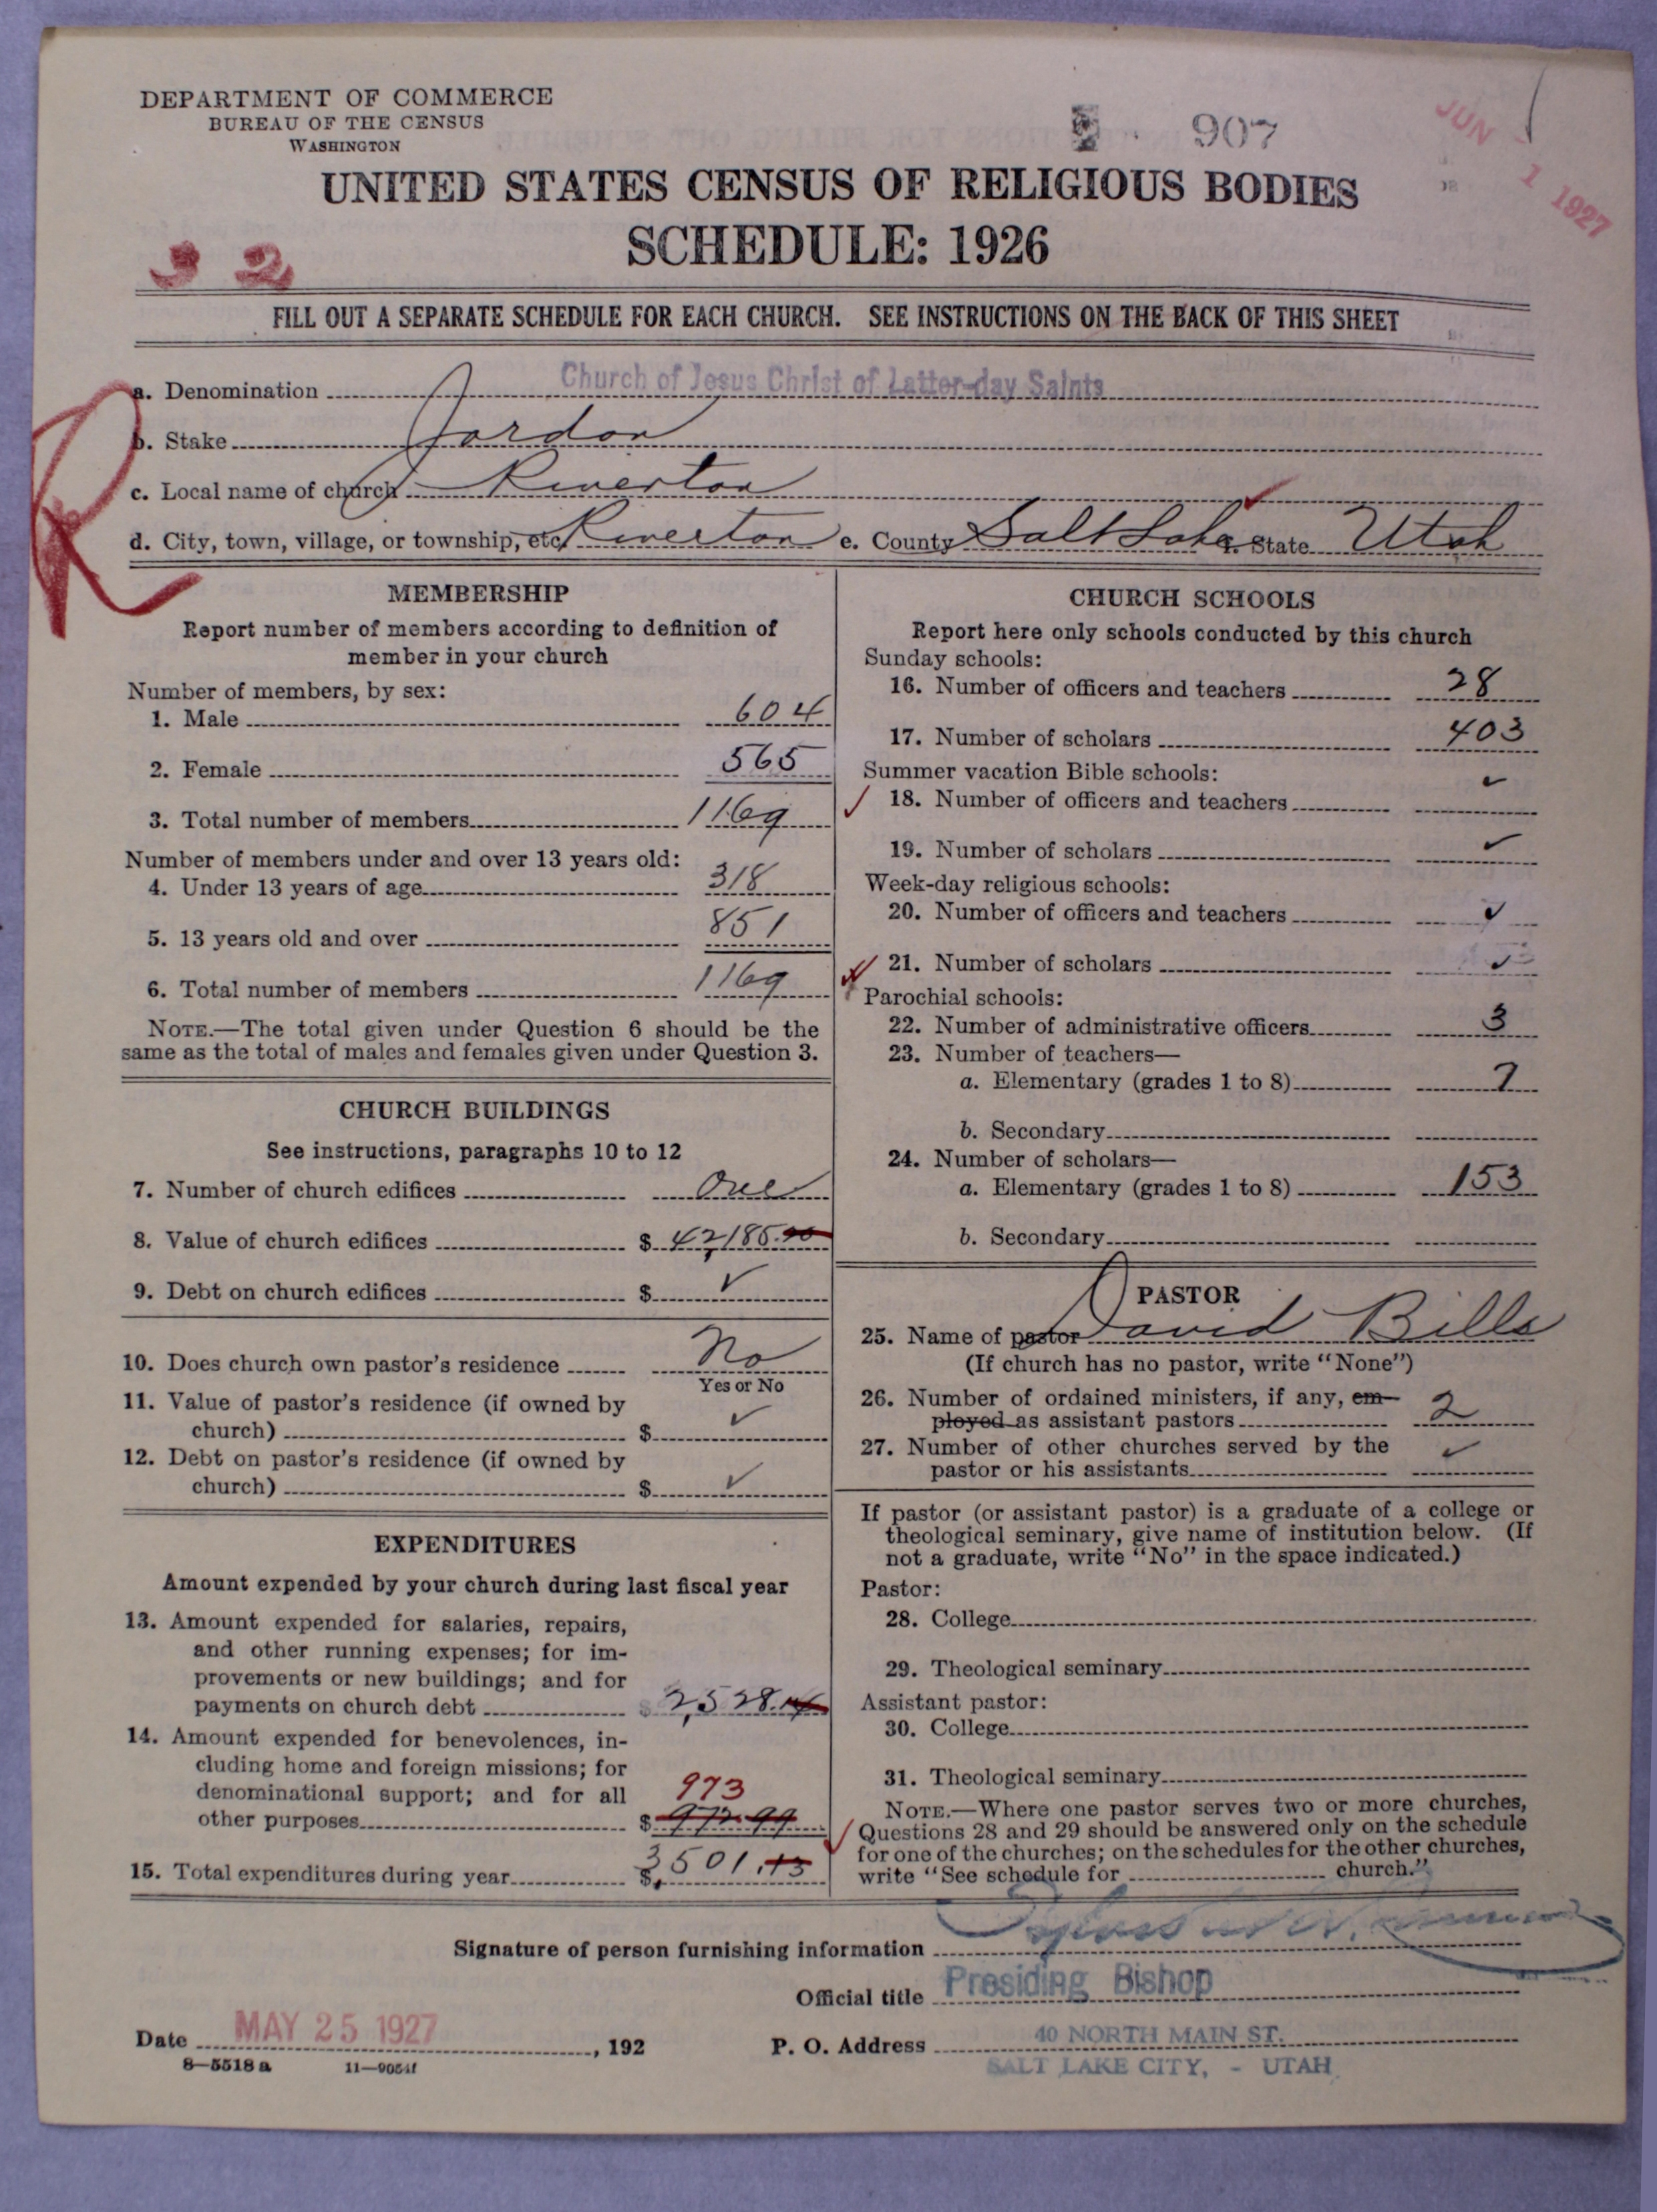 DEPARTMENT OF COMMERCE
BUREAU OF THE CENSUS
WASHINGTON
907
JUN 1 1927
UNITED STATES CENSUS OF RELIGIOUS BODIES
SCHEDULE: 1926
3 2
FILL OUT A SEPARATE SCHEDULE FOR EACH CHURCH. SEE INSTRUCTIONS ON THE BACK OF THIS SHEET
R
a. Denomination Church of Jesus Christ of Latter-day Saints
b. Stake Jordon
c. Local name of church Riverton
d. City, town, village, or township, etc. Riverton e. County Salt Lake f. State Utah
MEMBERSHIP
Report number of members according to definition of
member in your church
Number of members, by sex:
1. Male 604
2. Female 565
3. Total number of members 1169
Number of members under and over 13 years old:
4. Under 13 years of age 318
5. 13 years old and over 851
6. Total number of members 1169
NOTE.—The total given under Question 6 should be the
same as the total of males and females given under Question 3.
CHURCH BUILDINGS
See instructions, paragraphs 10 to 12
7. Number of church edifices One
8. Value of church edifices $ 42,185.00
9. Debt on church edifices $ ✓
10. Does church own pastor's residence No
Yes or No
11. Value of pastor's residence (if owned by
church) $ ✓
12. Debt on pastor's residence (if owned by
church) $ ✓
EXPENDITURES
Amount expended by your church during last fiscal year
13. Amount expended for salaries, repairs,
and other running expenses; for im-
provements or new buildings; and for
payments on church debt $ 2,528.14
14. Amount expended for benevolences, in-
cluding home and foreign missions; for
denominational support; and for all 973
other purposes $ 972.99
15. Total expenditures during year $ 3,501.13
CHURCH SCHOOLS
Report here only schools conducted by this church
Sunday schools:
16. Number of officers and teachers 28
17. Number of scholars 403
Summer vacation Bible schools:
18. Number of officers and teachers ✓
19. Number of scholars ✓
Week-day religious schools:
20. Number of officers and teachers ✓
21. Number of scholars ✓
Parochial schools:
22. Number of administrative officers 3
23. Number of teachers—
a. Elementary (grades 1 to 8) 7
b. Secondary
24. Number of scholars—
a. Elementary (grades 1 to 8) 153
b. Secondary
PASTOR
25. Name of pastor David Bills
(If church has no pastor, write "None")
26. Number of ordained ministers, if any, em-
ployed as assistant pastors 2
27. Number of other churches served by the
pastor or his assistants ✓
If pastor (or assistant pastor) is a graduate of a college or
theological seminary, give name of institution below. (If
not a graduate, write "No" in the space indicated.)
Pastor:
28. College
29. Theological seminary
Assistant pastor:
30. College
31. Theological seminary
NOTE.—Where one pastor serves two or more churches,
Questions 28 and 29 should be answered only on the schedule
for one of the churches; on the schedules for the other churches,
write "See schedule for church."
Signature of person furnishing information
Official title Presiding Bishop
Date MAY 25 1927, 192
P. O. Address 40 NORTH MAIN ST.
SALT LAKE CITY, - UTAH
8—5518 a 11—9054f